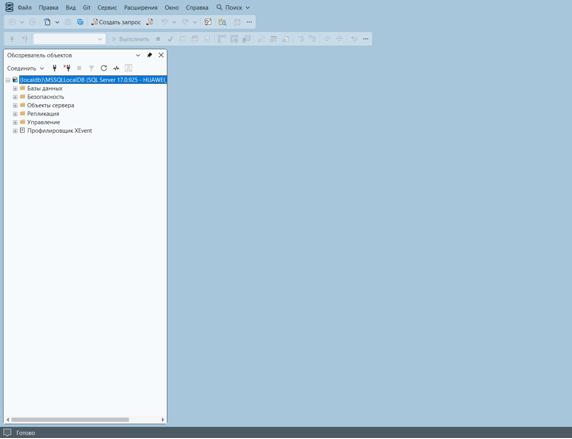 Файл Правка Вид Git Сервис Расширения Окно Справка Поиск
Создать запрос
Выполнить
Обозреватель объектов
Соединить
(localdb)\MSSQLLocalDB (SQL Server 17.0.925 - HUAWEI\
Базы данных
Безопасность
Объекты сервера
Репликация
Управление
Профилировщик XEvent
Готово